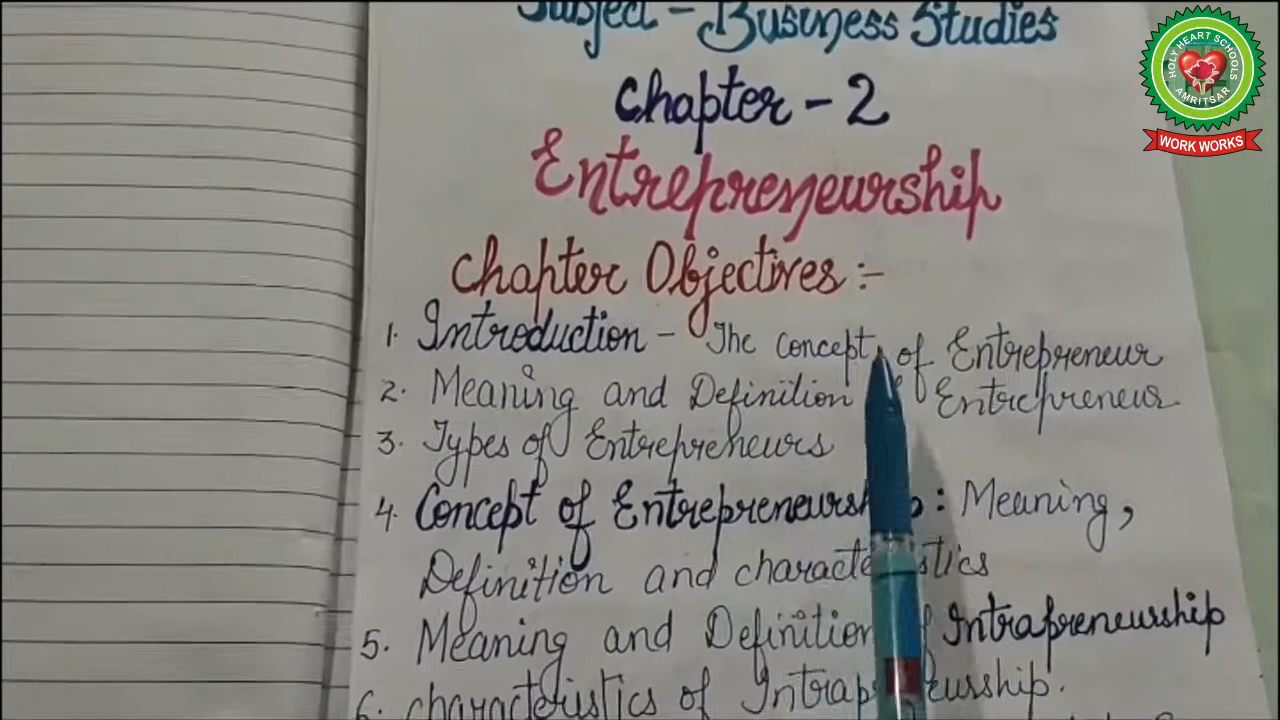 Subject - Business Studies
Chapter - 2
Entrepreneurship
Chapter Objectives :-
1. Introduction - The concept of Entrepreneur
2. Meaning and Definition Entrepreneur
3. Types of Entrepreneurs
4. Concept of Entrepreneurship : Meaning,
Definition and characteristics
5. Meaning and Definition of Intrapreneurship
6. characteristics of Intrapreneurship.
HOLY HEART SCHOOLS
AMRITSAR
WORK WORKS